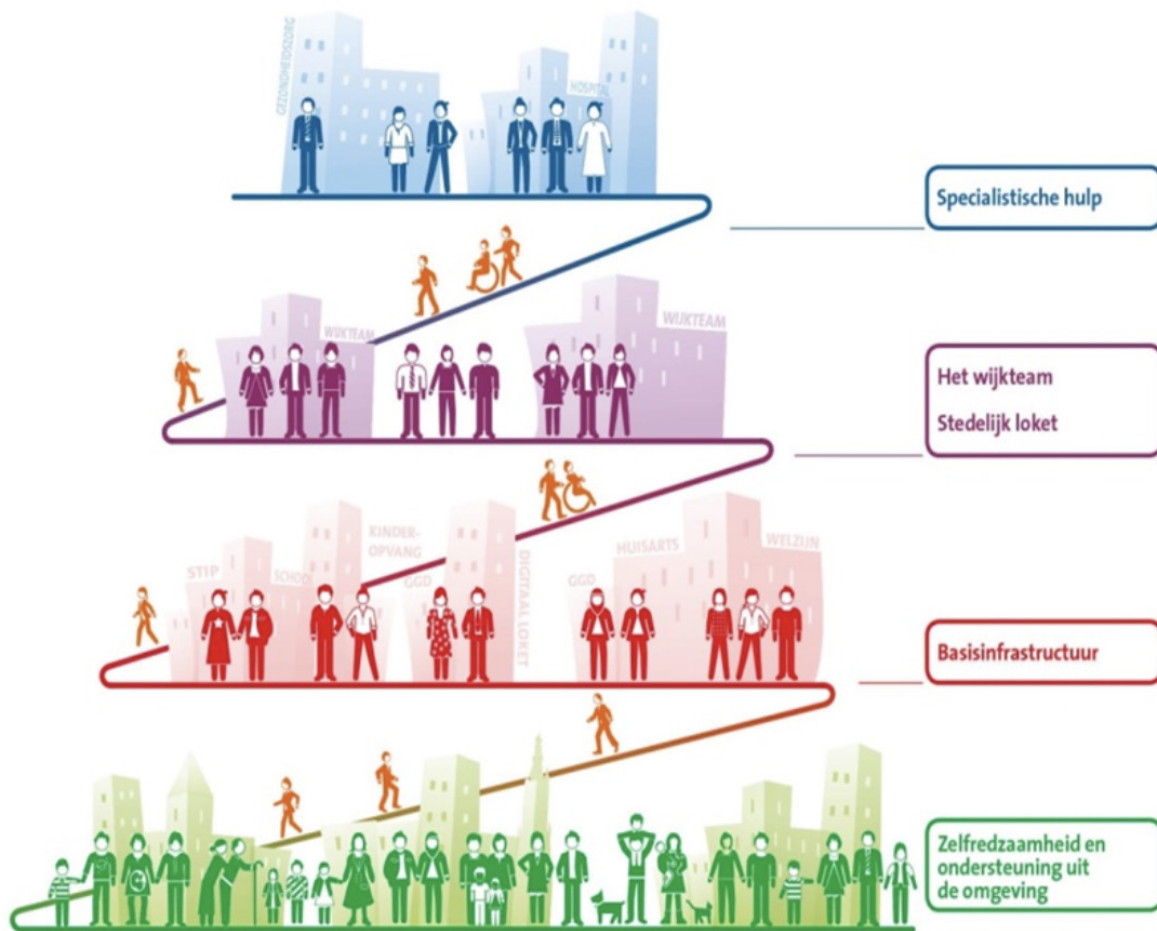 GEZONDHEIDSZORG
HOSPITAL
Specialistische hulp
WIJKTEAM
WIJKTEAM
Het wijkteam
Stedelijk loket
KINDER-
OPVANG
STIP
SCHOOL
GGD
DIGITAAL LOKET
GGD
HUISARTS
WELZIJN
Basisinfrastructuur
Zelfredzaamheid en
ondersteuning uit
de omgeving